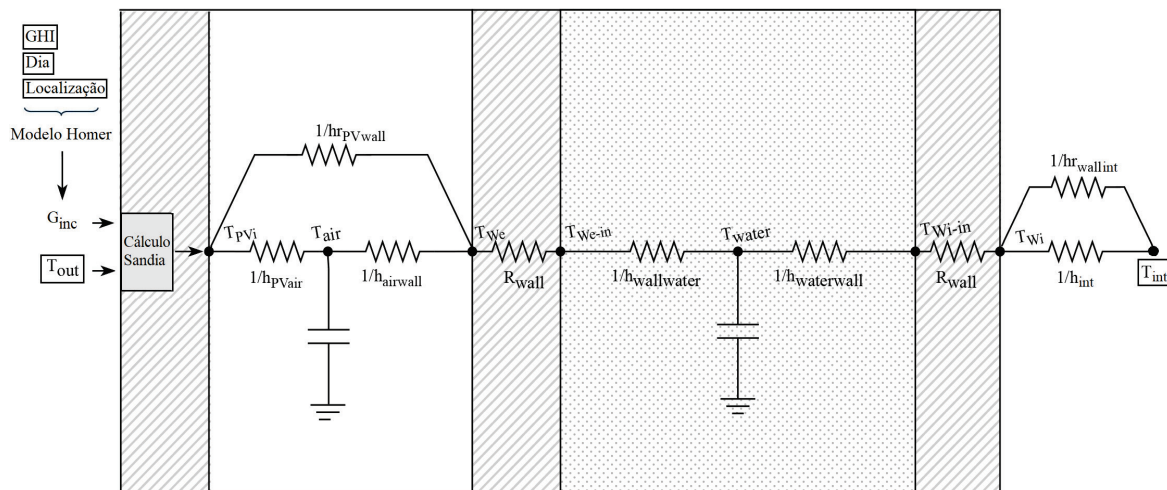 GHI
Dia
Localização
Modelo Homer
G_inc
T_out
Cálculo
Sandia
T_PVi
1/hr_PVwall
T_air
1/h_PVair
1/h_airwall
T_We
R_wall
T_We-in
1/h_wallwater
T_water
1/h_waterwall
T_Wi-in
R_wall
T_Wi
1/hr_wallint
1/h_int
T_int